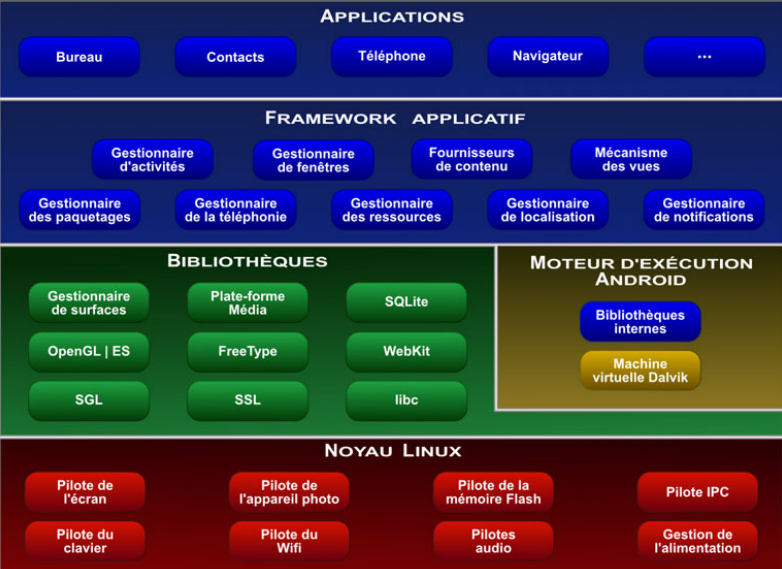 APPLICATIONS
Bureau
Contacts
Téléphone
Navigateur
...
FRAMEWORK APPLICATIF
Gestionnaire
d'activités
Gestionnaire
de fenêtres
Fournisseurs
de contenu
Mécanisme
des vues
Gestionnaire
des paquetages
Gestionnaire
de la téléphonie
Gestionnaire
des ressources
Gestionnaire
de localisation
Gestionnaire
de notifications
BIBLIOTHÈQUES
Gestionnaire
de surfaces
Plate-forme
Média
SQLite
OpenGL | ES
FreeType
WebKit
SGL
SSL
libc
MOTEUR D'EXÉCUTION
ANDROID
Bibliothèques
internes
Machine
virtuelle Dalvik
NOYAU LINUX
Pilote de
l'écran
Pilote de
l'appareil photo
Pilote de la
mémoire Flash
Pilote IPC
Pilote du
clavier
Pilote du
Wifi
Pilotes
audio
Gestion de
l'alimentation